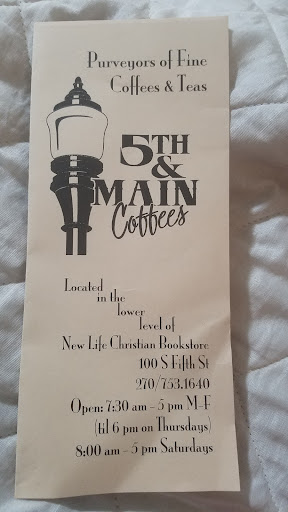 Purveyors of Fine
Coffees & Teas
5TH
&
MAIN
Coffees
Located
in the
lower
level of
New Life Christian Bookstore
100 S Fifth St
270/753.1640
Open: 7:30 am - 5 pm M-F
(til 6 pm on Thursdays)
8:00 am - 5 pm Saturdays